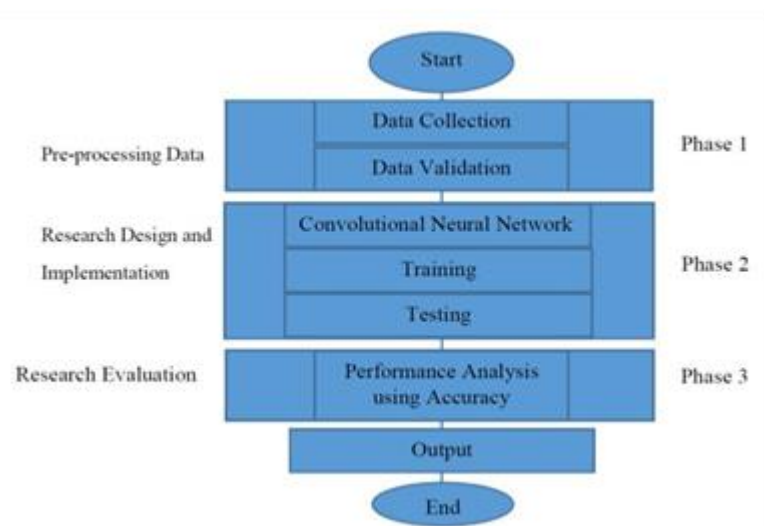 Start
Data Collection
Phase 1
Pre-processing Data
Data Validation
Convolutional Neural Network
Research Design and
Implementation
Training
Phase 2
Testing
Research Evaluation
Performance Analysis
using Accuracy
Phase 3
Output
End